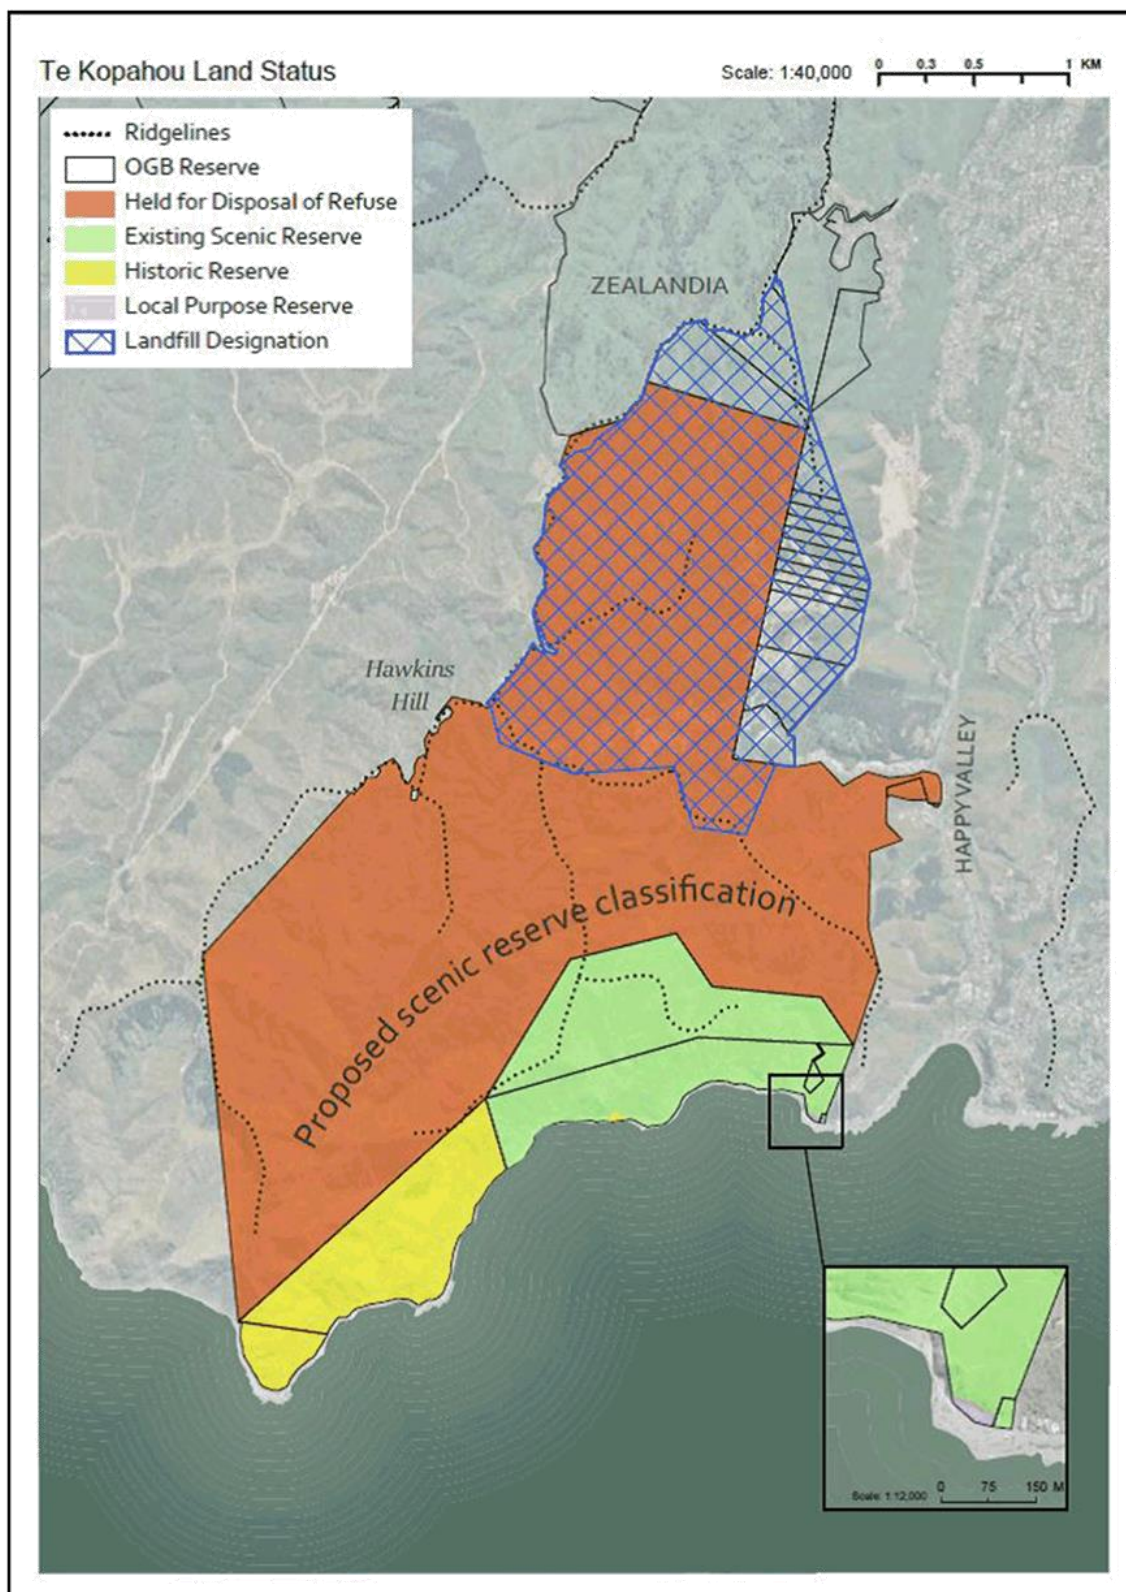 Te Kopahou Land Status
Scale: 1:40,000
0 0.3 0.5 1 KM
Ridgelines
OGB Reserve
Held for Disposal of Refuse
Existing Scenic Reserve
Historic Reserve
Local Purpose Reserve
Landfill Designation
ZEALANDIA
Hawkins
Hill
HAPPYVALLEY
Proposed scenic reserve classification
Scale: 1:12,000
0 75 150 M